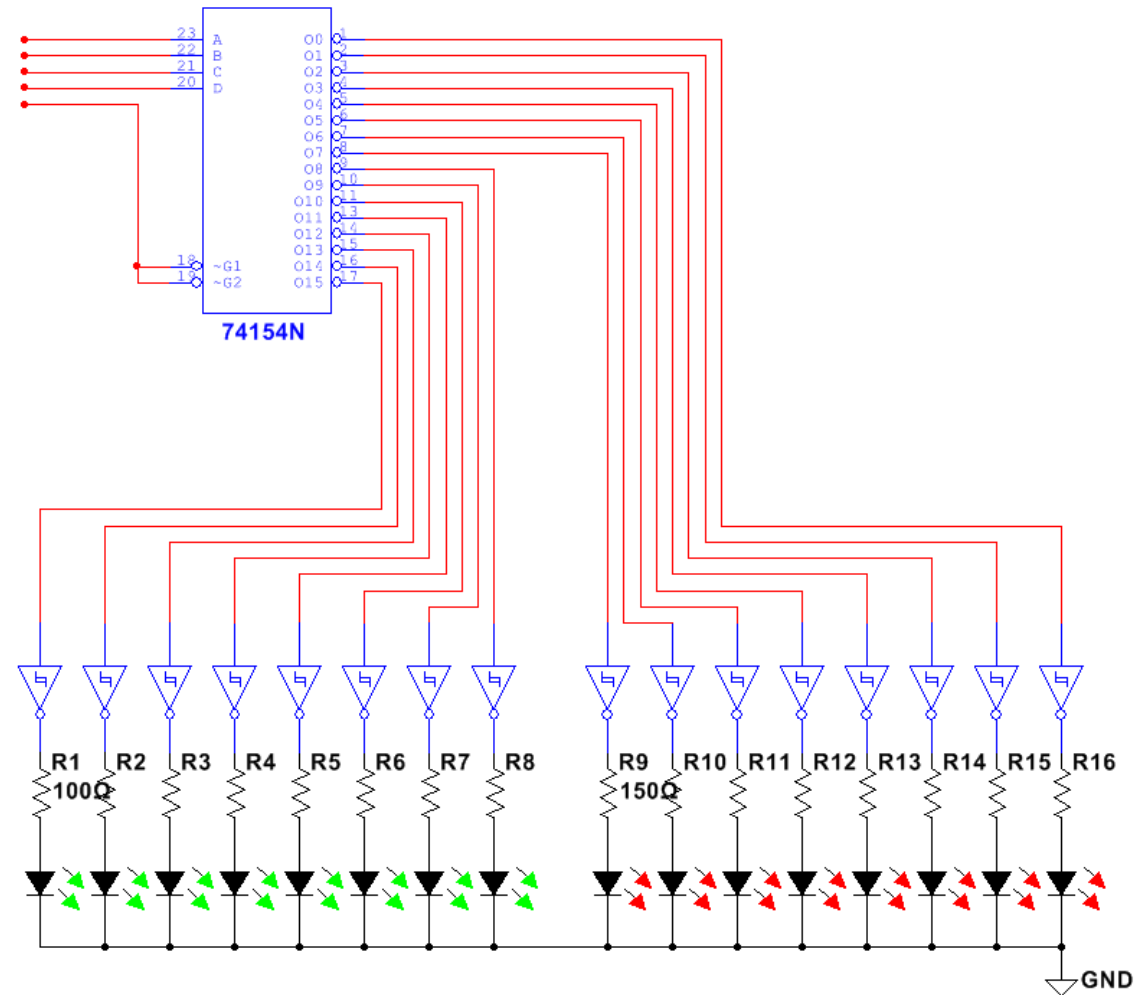 23 A O0 1
22 B O1 2
21 C O2 3
20 D O3 4
O4 5
O5 6
O6 7
O7 8
O8 9
O9 10
O10 11
O11 13
O12 14
O13 15
18 ~G1 O14 16
19 ~G2 O15 17
74154N
R1 R2 R3 R4 R5 R6 R7 R8 R9 R10 R11 R12 R13 R14 R15 R16
100Ω 150Ω
GND